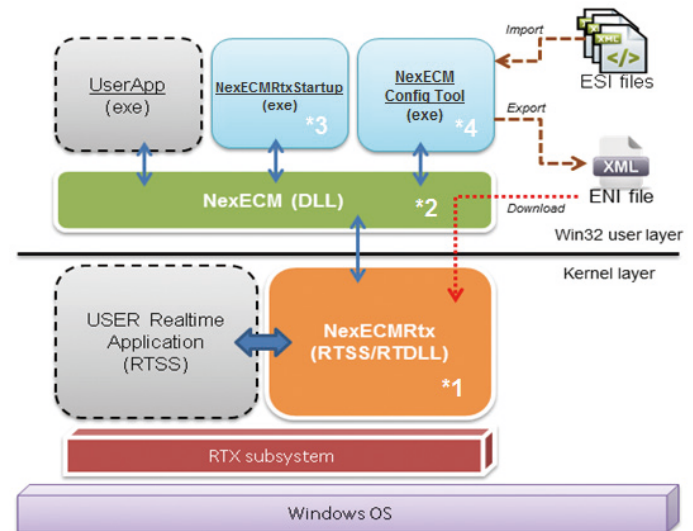 UserApp
(exe)
NexECMRtxStartup
(exe)
*3
NexECM
Config Tool
(exe)
*4
Import
XML
</>
ESI files
Export
XML
ENI file
NexECM (DLL)
*2
Download
Win32 user layer
Kernel layer
USER Realtime
Application
(RTSS)
NexECMRtx
(RTSS/RTDLL)
*1
RTX subsystem
Windows OS